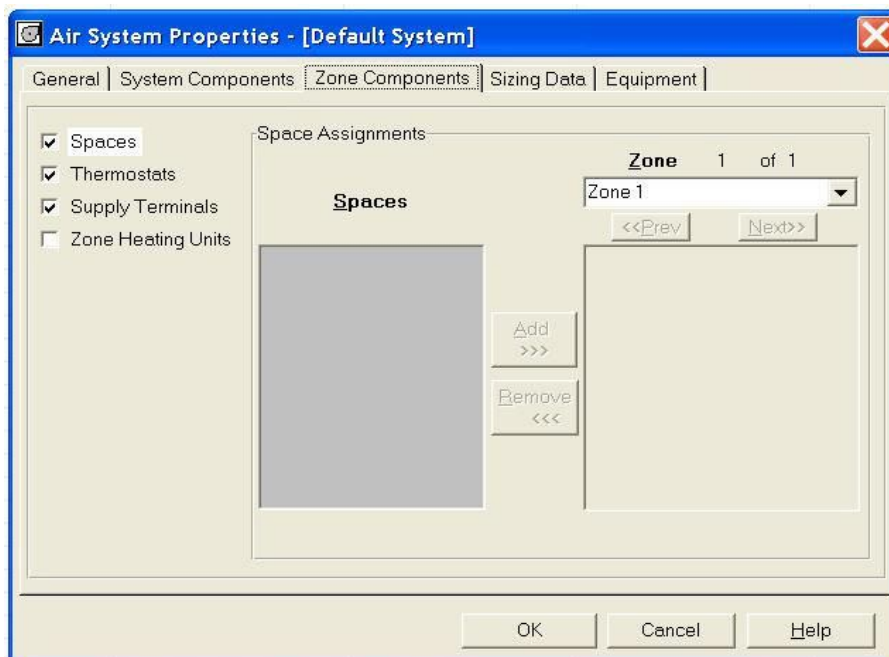 Air System Properties - [Default System]
General | System Components | Zone Components | Sizing Data | Equipment |
Spaces
Thermostats
Supply Terminals
Zone Heating Units
Space Assignments
Spaces
Zone 1 of 1
Zone 1
<<Prev Next>>
Add
>>>
Remove
<<<
OK Cancel Help